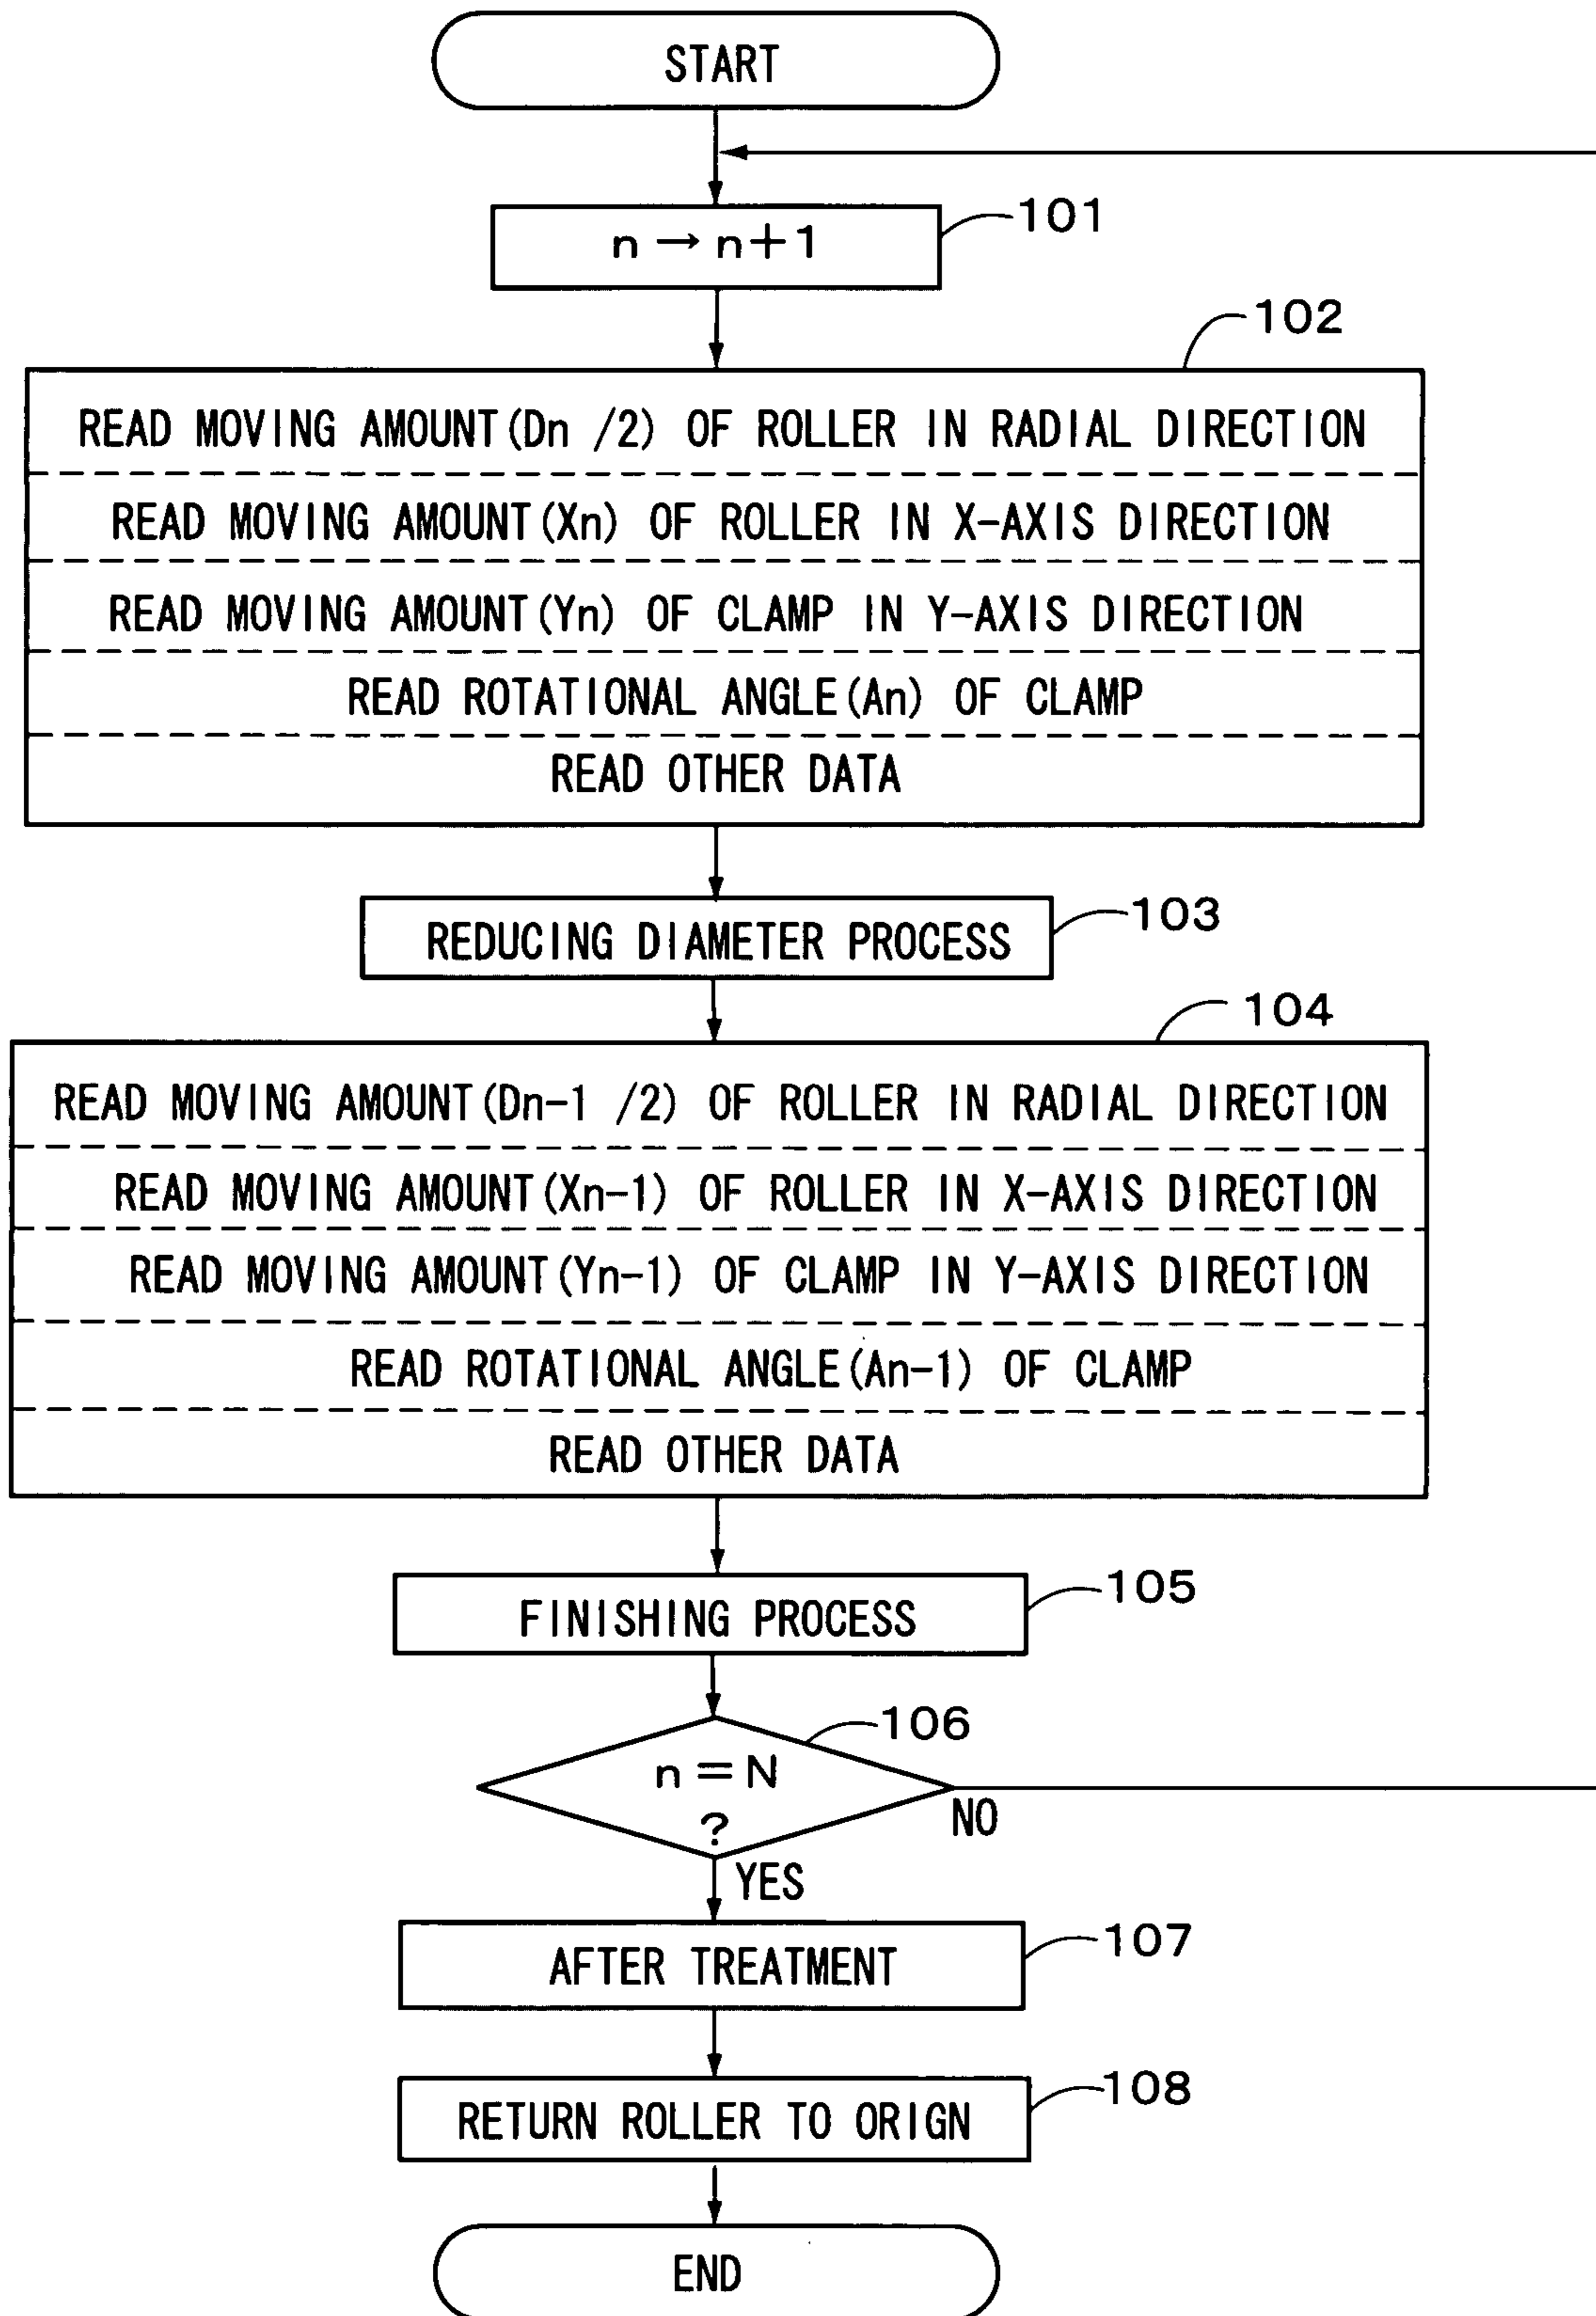 START
n → n+1
101
102
READ MOVING AMOUNT(Dn /2) OF ROLLER IN RADIAL DIRECTION
READ MOVING AMOUNT(Xn) OF ROLLER IN X-AXIS DIRECTION
READ MOVING AMOUNT(Yn) OF CLAMP IN Y-AXIS DIRECTION
READ ROTATIONAL ANGLE(An) OF CLAMP
READ OTHER DATA
REDUCING DIAMETER PROCESS
103
104
READ MOVING AMOUNT(Dn-1 /2) OF ROLLER IN RADIAL DIRECTION
READ MOVING AMOUNT(Xn-1) OF ROLLER IN X-AXIS DIRECTION
READ MOVING AMOUNT(Yn-1) OF CLAMP IN Y-AXIS DIRECTION
READ ROTATIONAL ANGLE(An-1) OF CLAMP
READ OTHER DATA
105
FINISHING PROCESS
106
n = N
?
NO
YES
107
AFTER TREATMENT
108
RETURN ROLLER TO ORIGN
END